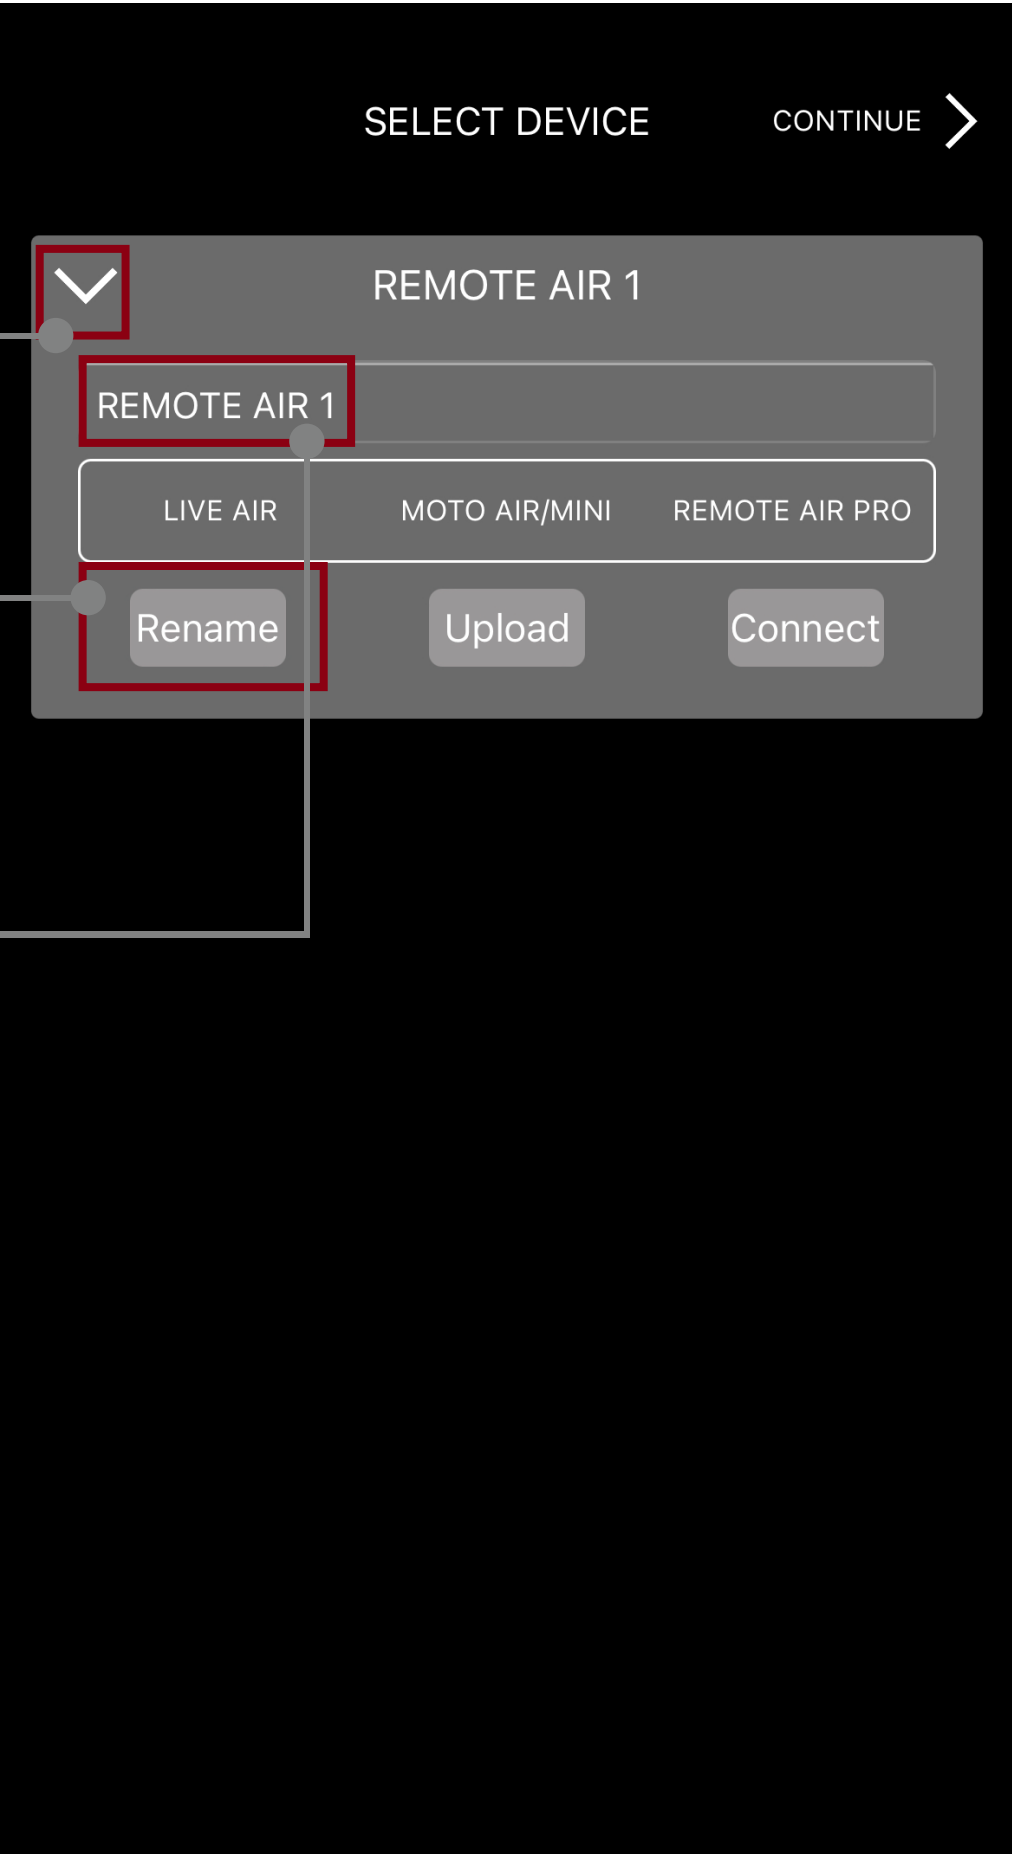 SELECT DEVICE
CONTINUE
REMOTE AIR 1
REMOTE AIR 1
LIVE AIR MOTO AIR/MINI REMOTE AIR PRO
Rename Upload Connect